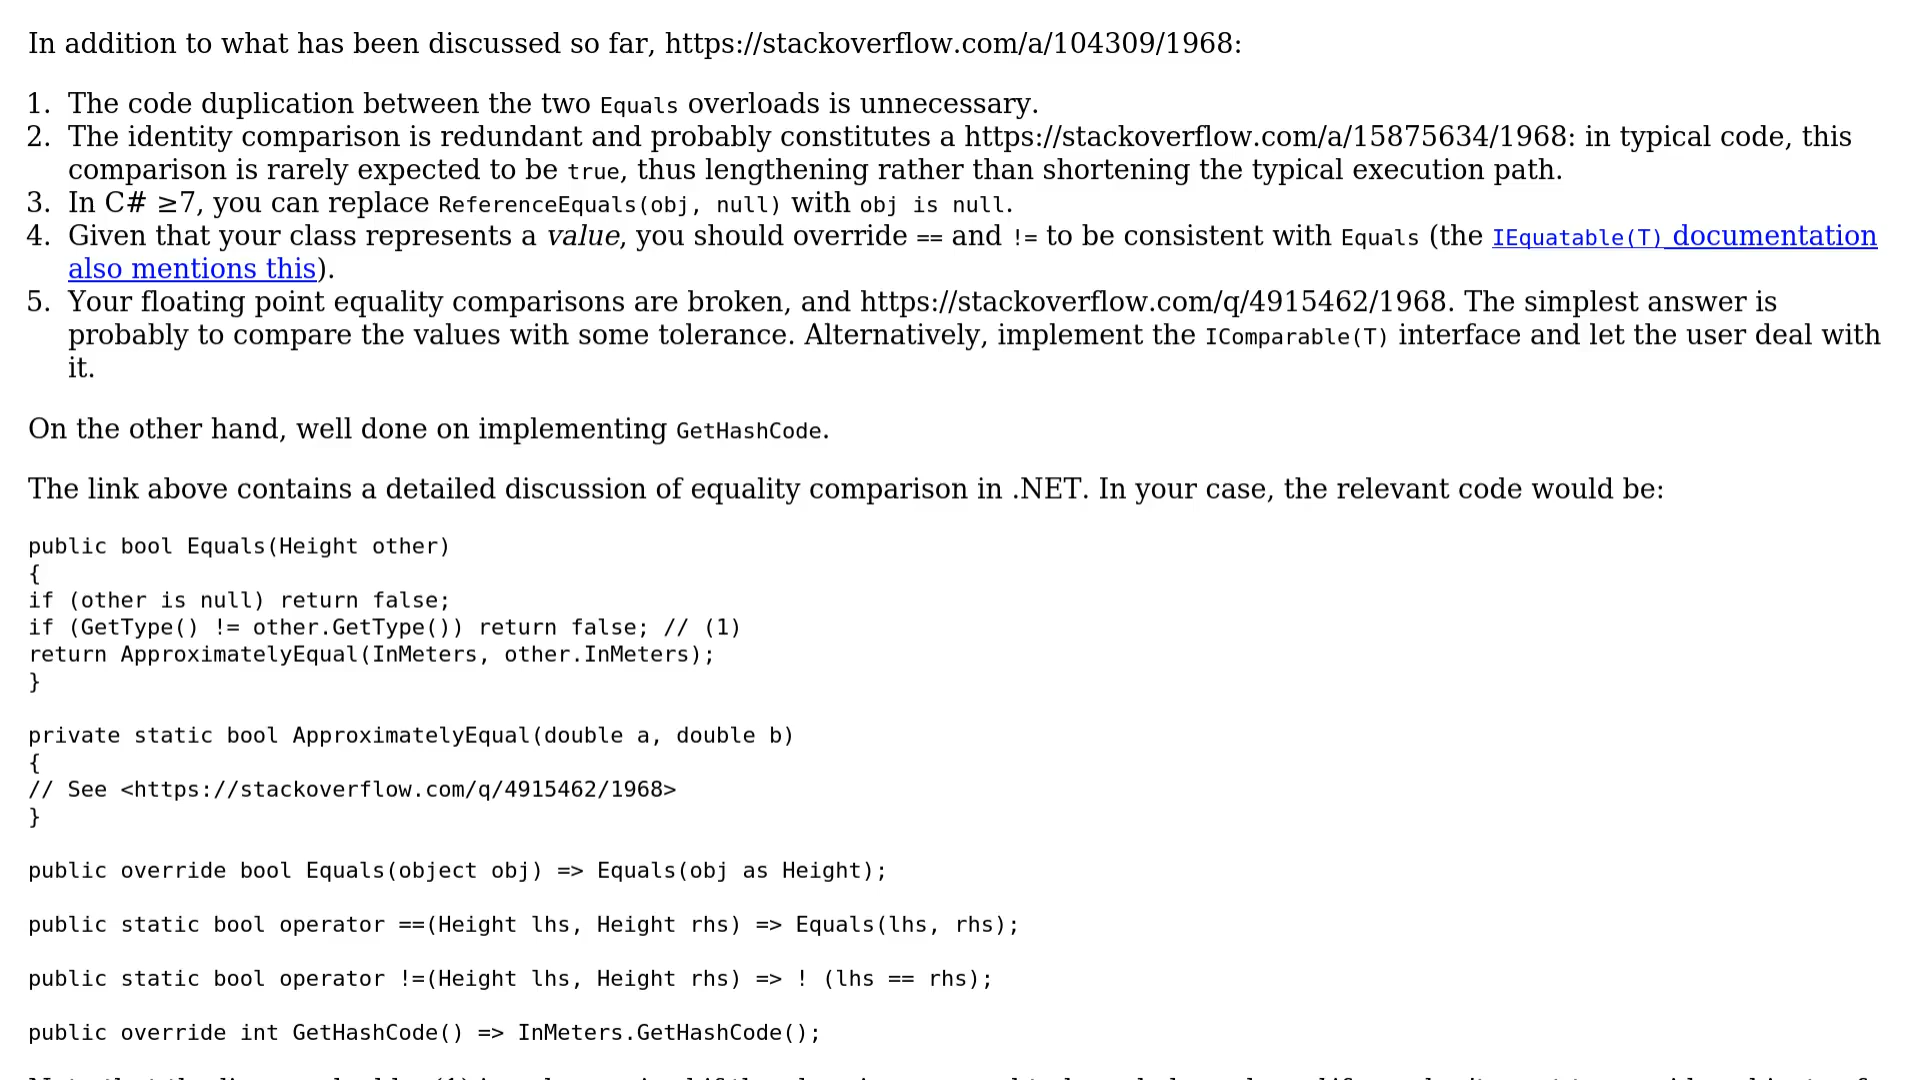 In addition to what has been discussed so far, https://stackoverflow.com/a/104309/1968:
1. The code duplication between the two Equals overloads is unnecessary.
2. The identity comparison is redundant and probably constitutes a https://stackoverflow.com/a/15875634/1968: in typical code, this
comparison is rarely expected to be true, thus lengthening rather than shortening the typical execution path.
3. In C# ≥7, you can replace ReferenceEquals(obj, null) with obj is null.
4. Given that your class represents a value, you should override == and != to be consistent with Equals (the IEquatable(T) documentation
also mentions this).
5. Your floating point equality comparisons are broken, and https://stackoverflow.com/q/4915462/1968. The simplest answer is
probably to compare the values with some tolerance. Alternatively, implement the IComparable(T) interface and let the user deal with
it.
On the other hand, well done on implementing GetHashCode.
The link above contains a detailed discussion of equality comparison in .NET. In your case, the relevant code would be:
public bool Equals(Height other)
{
if (other is null) return false;
if (GetType() != other.GetType()) return false; // (1)
return ApproximatelyEqual(InMeters, other.InMeters);
}
private static bool ApproximatelyEqual(double a, double b)
{
// See <https://stackoverflow.com/q/4915462/1968>
}
public override bool Equals(object obj) => Equals(obj as Height);
public static bool operator ==(Height lhs, Height rhs) => Equals(lhs, rhs);
public static bool operator !=(Height lhs, Height rhs) => ! (lhs == rhs);
public override int GetHashCode() => InMeters.GetHashCode();